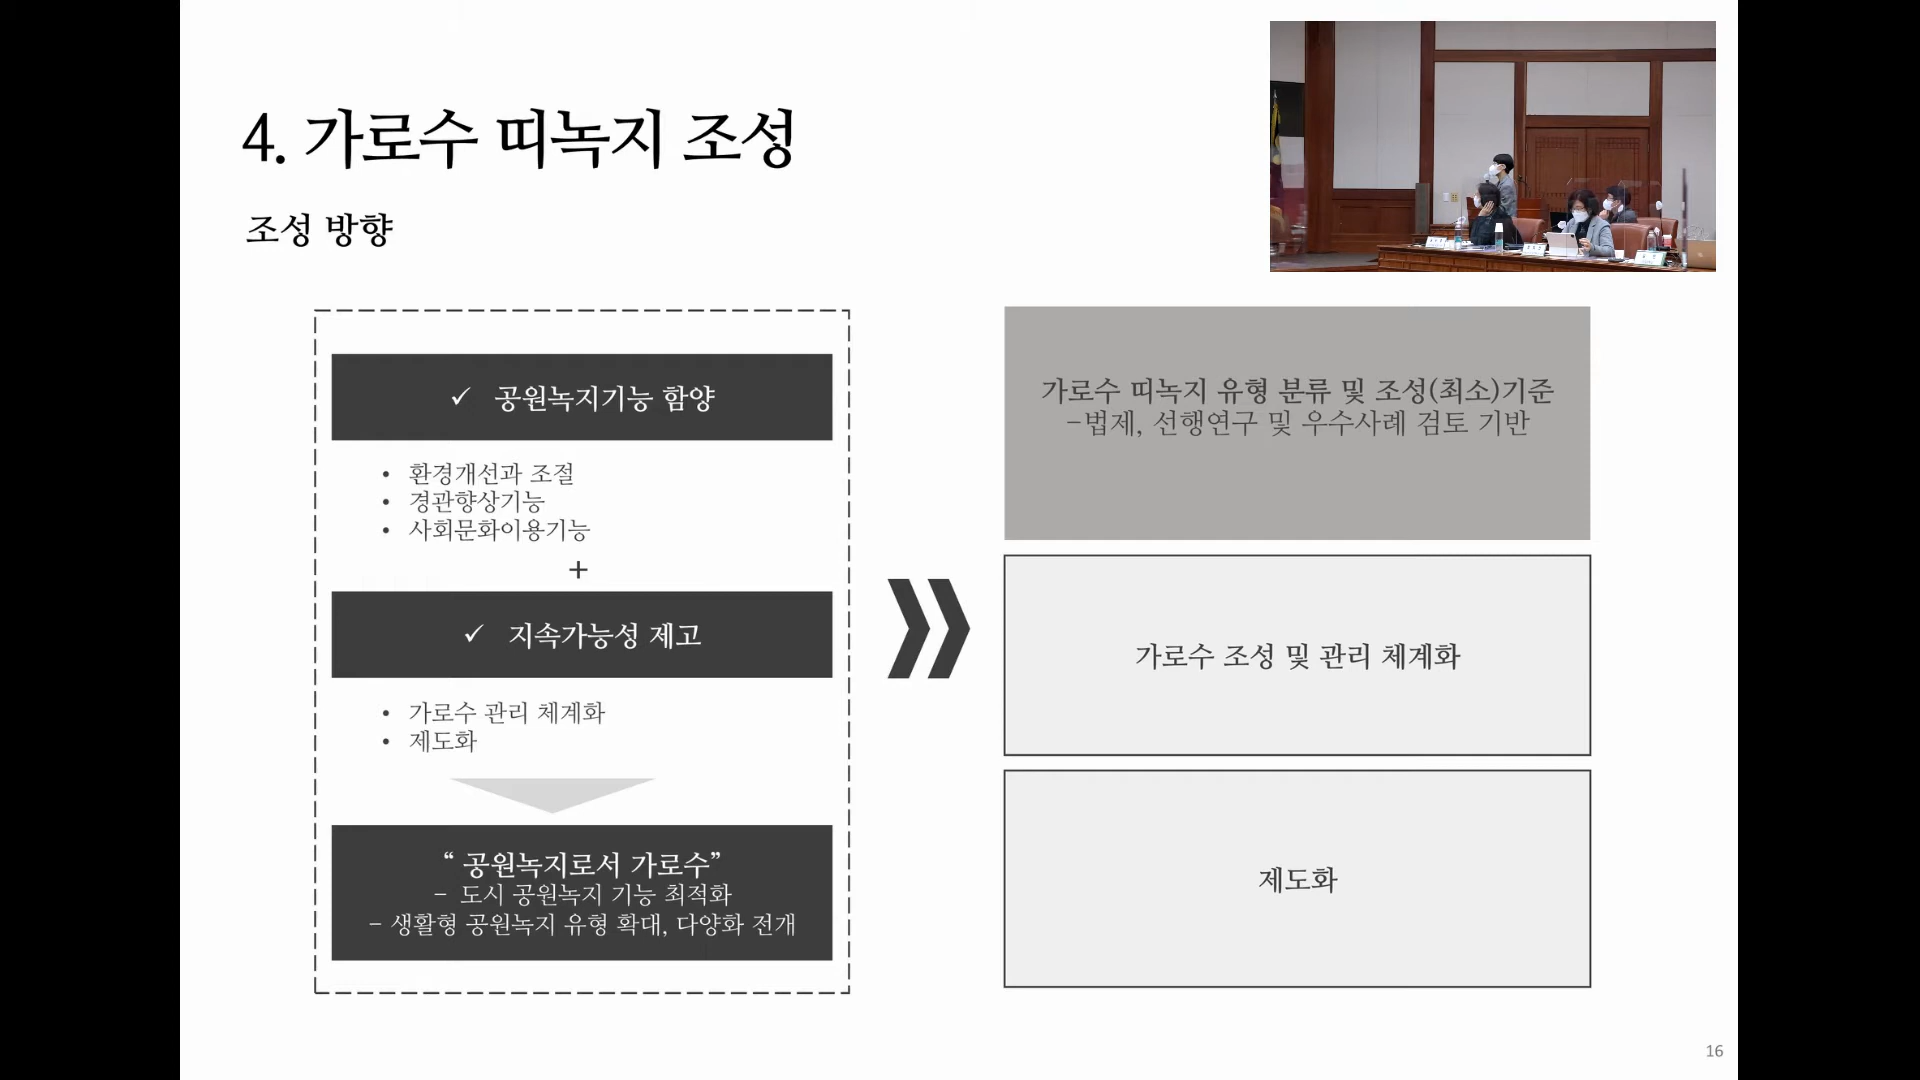 4. 가로수 띠녹지 조성
조성 방향
✓ 공원녹지기능 함양
• 환경개선과 조절
• 경관향상기능
• 사회문화이용기능
+
✓ 지속가능성 제고
• 가로수 관리 체계화
• 제도화
“ 공원녹지로서 가로수”
- 도시 공원녹지 기능 최적화
- 생활형 공원녹지 유형 확대, 다양화 전개
가로수 띠녹지 유형 분류 및 조성(최소)기준
-법제, 선행연구 및 우수사례 검토 기반
가로수 조성 및 관리 체계화
제도화
16